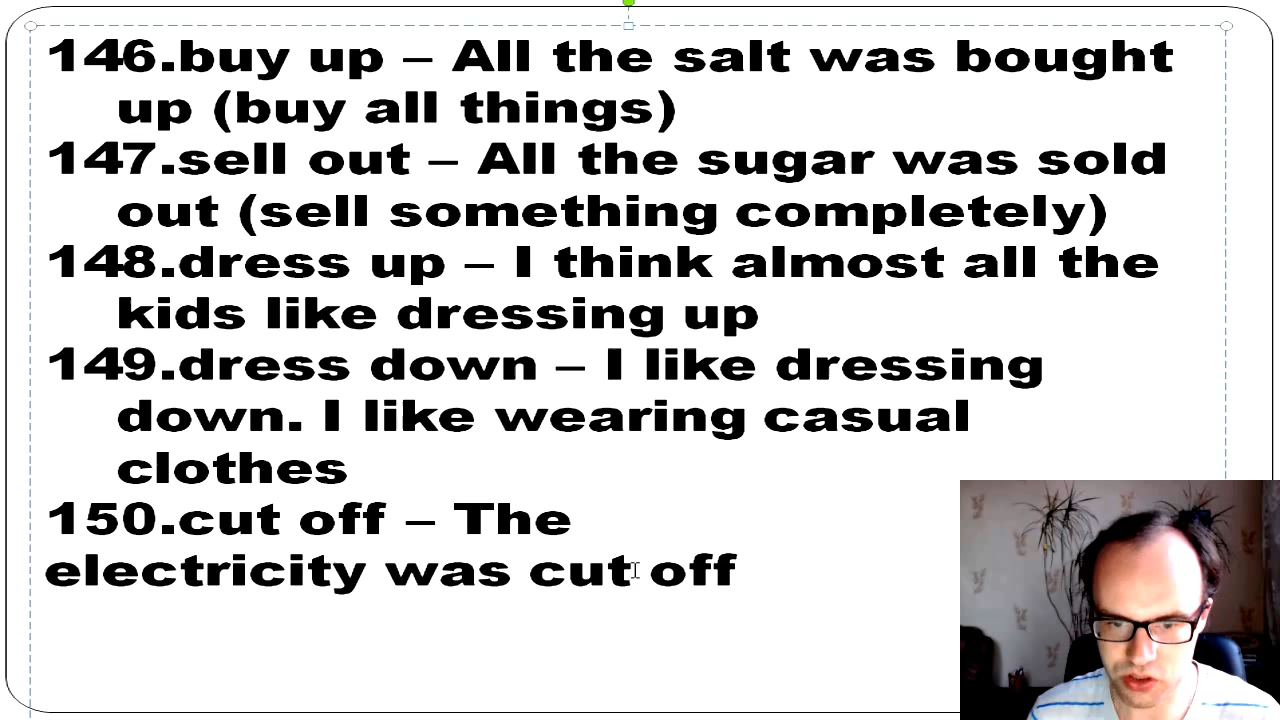 146.buy up – All the salt was bought
up (buy all things)
147.sell out – All the sugar was sold
out (sell something completely)
148.dress up – I think almost all the
kids like dressing up
149.dress down – I like dressing
down. I like wearing casual
clothes
150.cut off – The
electricity was cut off